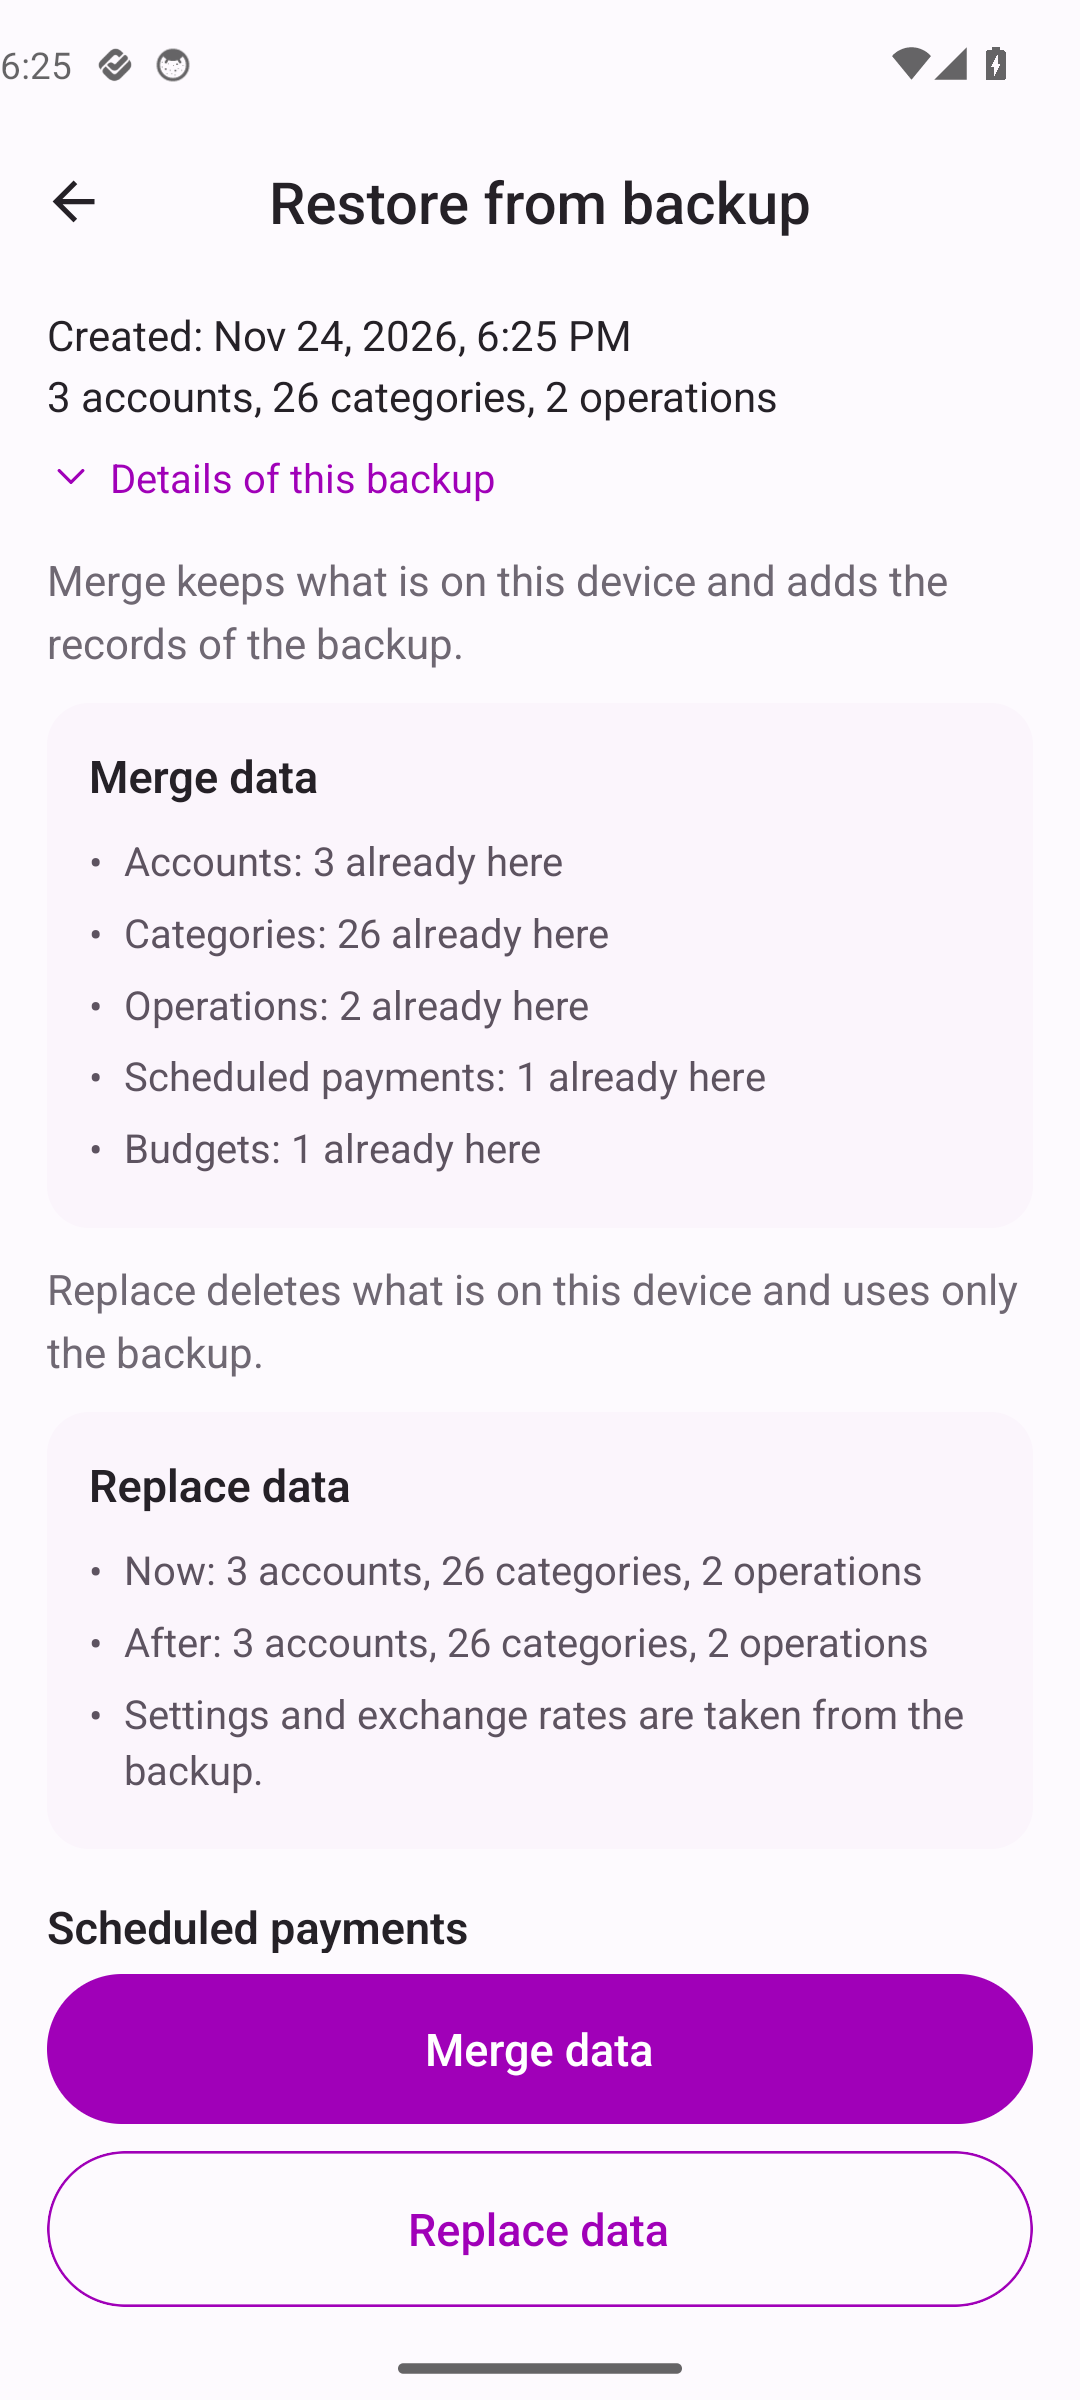 6:25
Restore from backup
Created: Nov 24, 2026, 6:25 PM
3 accounts, 26 categories, 2 operations
Details of this backup
Merge keeps what is on this device and adds the
records of the backup.
Merge data
• Accounts: 3 already here
• Categories: 26 already here
• Operations: 2 already here
• Scheduled payments: 1 already here
• Budgets: 1 already here
Replace deletes what is on this device and uses only
the backup.
Replace data
• Now: 3 accounts, 26 categories, 2 operations
• After: 3 accounts, 26 categories, 2 operations
• Settings and exchange rates are taken from the
backup.
Scheduled payments
Merge data
Replace data